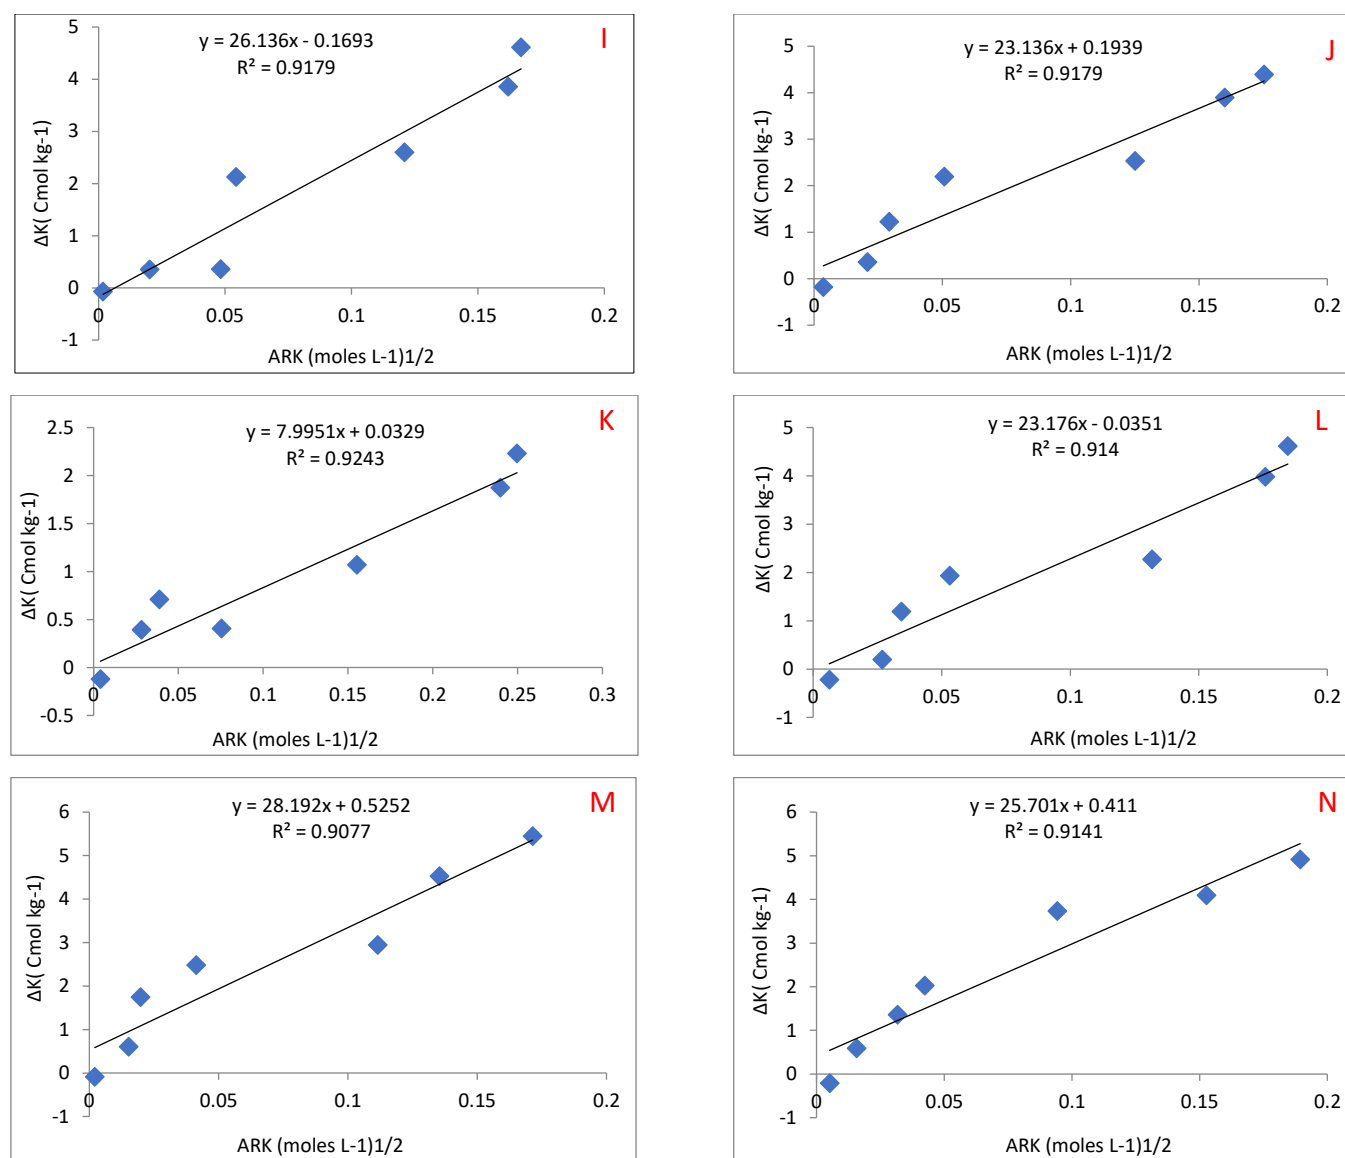 I
y = 26.136x - 0.1693
R² = 0.9179
5
4
3
2
1
0
-1
0
0.05
0.1
0.15
0.2
ΔK( Cmol kg-1)
ARK (moles L-1)1/2
J
y = 23.136x + 0.1939
R² = 0.9179
5
4
3
2
1
0
-1
0
0.05
0.1
0.15
0.2
ΔK( Cmol kg-1)
ARK (moles L-1)1/2
K
y = 7.9951x + 0.0329
R² = 0.9243
2.5
2
1.5
1
0.5
0
-0.5
0
0.05
0.1
0.15
0.2
0.25
0.3
ΔK( Cmol kg-1)
ARK (moles L-1)1/2
L
y = 23.176x - 0.0351
R² = 0.914
5
4
3
2
1
0
-1
0
0.05
0.1
0.15
0.2
ΔK( Cmol kg-1)
ARK (moles L-1)1/2
M
y = 28.192x + 0.5252
R² = 0.9077
6
5
4
3
2
1
0
-1
0
0.05
0.1
0.15
0.2
ΔK( Cmol kg-1)
ARK (moles L-1)1/2
N
y = 25.701x + 0.411
R² = 0.9141
6
5
4
3
2
1
0
-1
0
0.05
0.1
0.15
0.2
ΔK( Cmol kg-1)
ARK (moles L-1)1/2